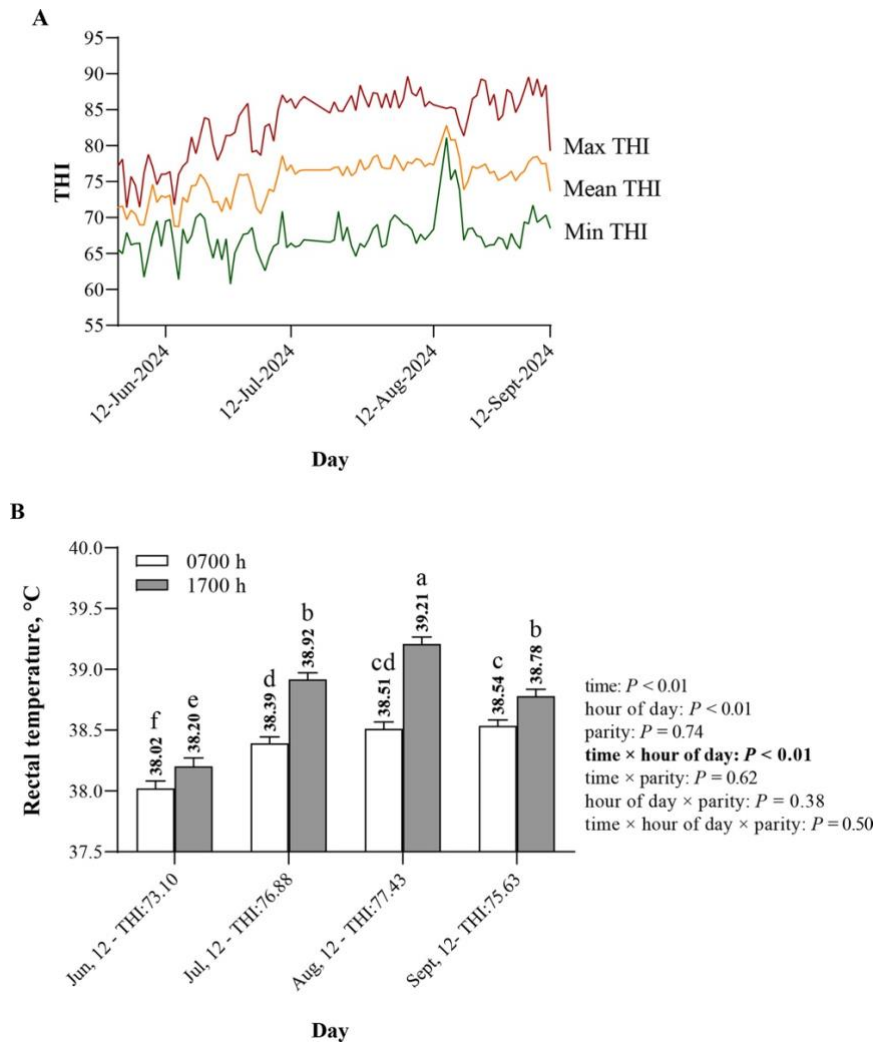 A
95
90
85
80
75
70
65
60
55
THI
Max THI
Mean THI
Min THI
12-Jun-2024
12-Jul-2024
12-Aug-2024
12-Sept-2024
Day
B
40.0
39.5
39.0
38.5
38.0
37.5
Rectal temperature, °C
0700 h
1700 h
f
38.02
e
38.20
d
38.39
b
38.92
cd
38.51
a
39.21
c
38.54
b
38.78
time: P < 0.01
hour of day: P < 0.01
parity: P = 0.74
time × hour of day: P < 0.01
time × parity: P = 0.62
hour of day × parity: P = 0.38
time × hour of day × parity: P = 0.50
Jun, 12 - THI:73.10
Jul, 12 - THI:76.88
Aug, 12 - THI:77.43
Sept, 12- THI:75.63
Day